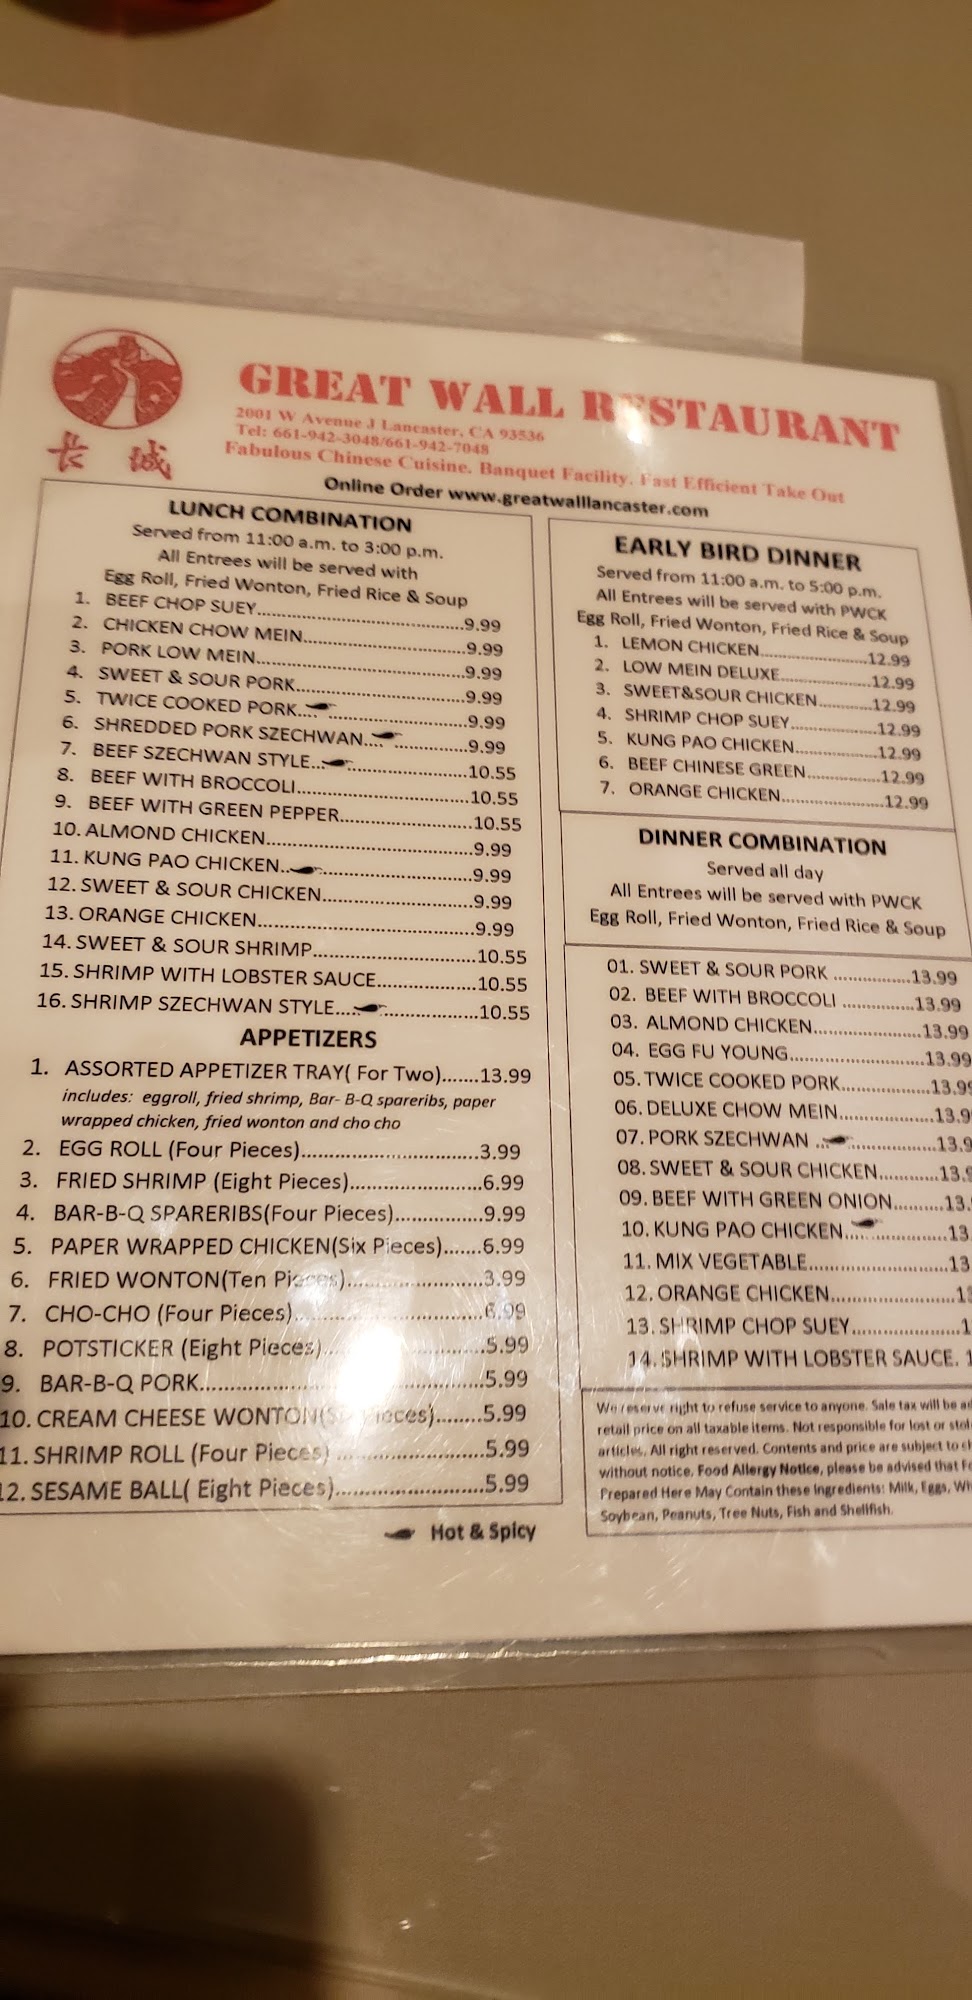 GREAT WALL RESTAURANT
2001 W Avenue J Lancaster, CA 93536
Tel: 661-942-3048/661-942-7048
Fabulous Chinese Cuisine. Banquet Facility. Fast Efficient Take Out
长城
Online Order www.greatwalllancaster.com
LUNCH COMBINATION
Served from 11:00 a.m. to 3:00 p.m.
All Entrees will be served with
Egg Roll, Fried Wonton, Fried Rice & Soup
1. BEEF CHOP SUEY 9.99
2. CHICKEN CHOW MEIN 9.99
3. PORK LOW MEIN 9.99
4. SWEET & SOUR PORK 9.99
5. TWICE COOKED PORK 9.99
6. SHREDDED PORK SZECHWAN 9.99
7. BEEF SZECHWAN STYLE 10.55
8. BEEF WITH BROCCOLI 10.55
9. BEEF WITH GREEN PEPPER 10.55
10. ALMOND CHICKEN 9.99
11. KUNG PAO CHICKEN 9.99
12. SWEET & SOUR CHICKEN 9.99
13. ORANGE CHICKEN 9.99
14. SWEET & SOUR SHRIMP 10.55
15. SHRIMP WITH LOBSTER SAUCE 10.55
16. SHRIMP SZECHWAN STYLE 10.55
APPETIZERS
1. ASSORTED APPETIZER TRAY( For Two) 13.99
includes: eggroll, fried shrimp, Bar- B-Q spareribs, paper
wrapped chicken, fried wonton and cho cho
2. EGG ROLL (Four Pieces) 3.99
3. FRIED SHRIMP (Eight Pieces) 6.99
4. BAR-B-Q SPARERIBS(Four Pieces) 9.99
5. PAPER WRAPPED CHICKEN(Six Pieces) 6.99
6. FRIED WONTON(Ten Pieces) 3.99
7. CHO-CHO (Four Pieces) 6.99
8. POTSTICKER (Eight Pieces) 5.99
9. BAR-B-Q PORK 5.99
10. CREAM CHEESE WONTON( Pieces) 5.99
11. SHRIMP ROLL (Four Pieces) 5.99
12. SESAME BALL( Eight Pieces) 5.99
Hot & Spicy
EARLY BIRD DINNER
Served from 11:00 a.m. to 5:00 p.m.
All Entrees will be served with PWCK
Egg Roll, Fried Wonton, Fried Rice & Soup
1. LEMON CHICKEN 12.99
2. LOW MEIN DELUXE 12.99
3. SWEET&SOUR CHICKEN 12.99
4. SHRIMP CHOP SUEY 12.99
5. KUNG PAO CHICKEN 12.99
6. BEEF CHINESE GREEN 12.99
7. ORANGE CHICKEN 12.99
DINNER COMBINATION
Served all day
All Entrees will be served with PWCK
Egg Roll, Fried Wonton, Fried Rice & Soup
01. SWEET & SOUR PORK 13.99
02. BEEF WITH BROCCOLI 13.99
03. ALMOND CHICKEN 13.99
04. EGG FU YOUNG 13.99
05. TWICE COOKED PORK 13.99
06. DELUXE CHOW MEIN 13.9
07. PORK SZECHWAN 13.9
08. SWEET & SOUR CHICKEN 13.9
09. BEEF WITH GREEN ONION 13.
10. KUNG PAO CHICKEN 13
11. MIX VEGETABLE 13
12. ORANGE CHICKEN 13
13. SHRIMP CHOP SUEY 1
14. SHRIMP WITH LOBSTER SAUCE. 1
We reserve right to refuse service to anyone. Sale tax will be
retail price on all taxable items. Not responsible for lost or
articles. All right reserved. Contents and price are subject to
without notice. Food Allergy Notice, please be advised that
Prepared Here May Contain these Ingredients: Milk, Eggs,
Soybean, Peanuts, Tree Nuts, Fish and Shellfish.